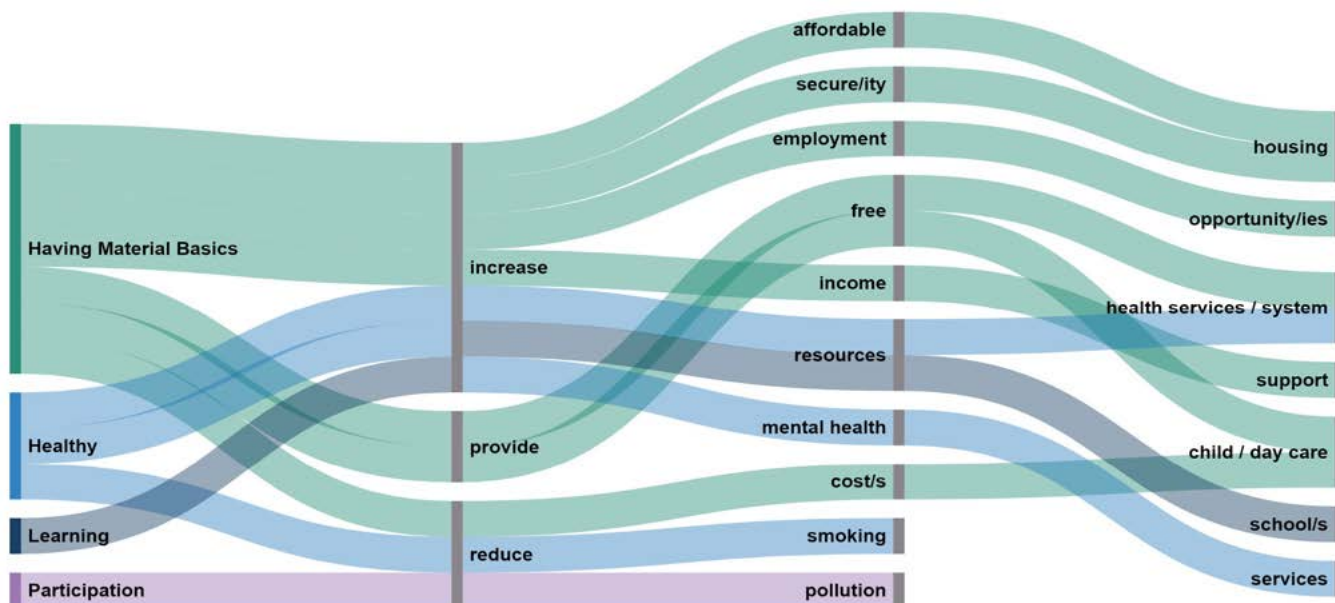 Having Material Basics
Healthy
Learning
Participation
increase
provide
reduce
affordable
secure/ity
employment
free
income
resources
mental health
cost/s
smoking
pollution
housing
opportunity/ies
health services / system
support
child / day care
school/s
services